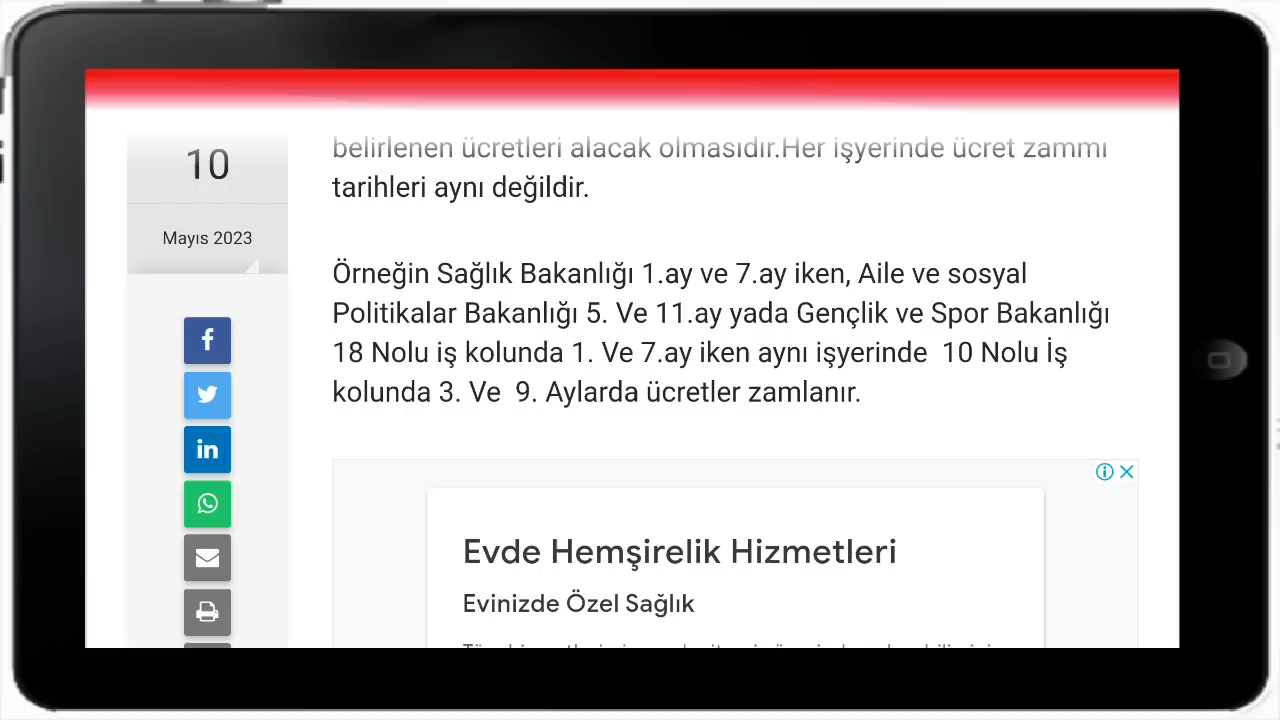 10
Mayıs 2023
belirlenen ücretleri alacak olmasıdır.Her işyerinde ücret zammı
tarihleri aynı değildir.
Örneğin Sağlık Bakanlığı 1.ay ve 7.ay iken, Aile ve sosyal
Politikalar Bakanlığı 5. Ve 11.ay yada Gençlik ve Spor Bakanlığı
18 Nolu iş kolunda 1. Ve 7.ay iken aynı işyerinde  10 Nolu İş
kolunda 3. Ve  9. Aylarda ücretler zamlanır.
Evde Hemşirelik Hizmetleri
Evinizde Özel Sağlık